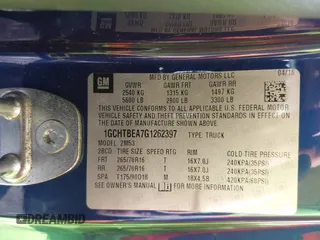 GM
MFD BY GENERAL MOTORS LLC
04/16
GVWR GAWR FRT GAWR RR
2540 KG 1315 KG 1497 KG
5600 LB 2900 LB 3300 LB
THIS VEHICLE CONFORMS TO ALL APPLICABLE U.S. FEDERAL MOTOR
VEHICLE SAFETY AND THEFT PREVENTION STANDARDS IN EFFECT ON
THE DATE OF MANUFACTURE SHOWN ABOVE.
1GCHTBEA7G1262397 TYPE: TRUCK
MODEL: 2M53
TIRE SIZE SPEED RTG RIM COLD TIRE PRESSURE
FRT 265/70R16 T 16X7.0J 240KPA(35PSI)
RR 265/70R16 T 16X7.0J 240KPA(35PSI)
SPA T175/90D18 M 18X4.5B 420KPA(60PSI)
SEE OWNER'S MANUAL
DREAMBID